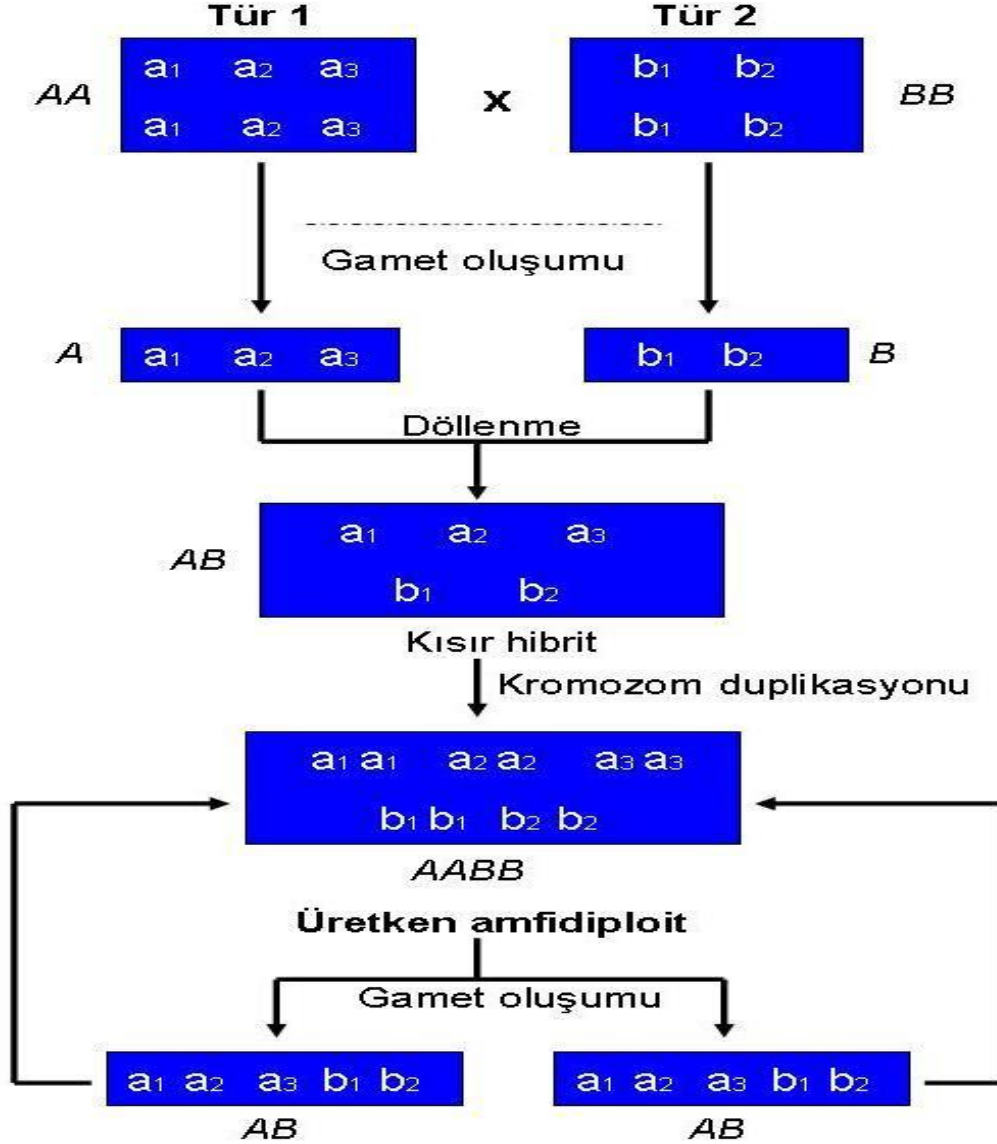 Tür 1 Tür 2
AA a1 a2 a3 x b1 b2 BB
a1 a2 a3 b1 b2
Gamet oluşumu
A a1 a2 a3 b1 b2 B
Döllenme
a1 a2 a3
AB
b1 b2
Kısır hibrit
Kromozom duplikasyonu
a1 a1 a2 a2 a3 a3
b1 b1 b2 b2
AABB
Üretken amfidiploit
Gamet oluşumu
a1 a2 a3 b1 b2 a1 a2 a3 b1 b2
AB AB